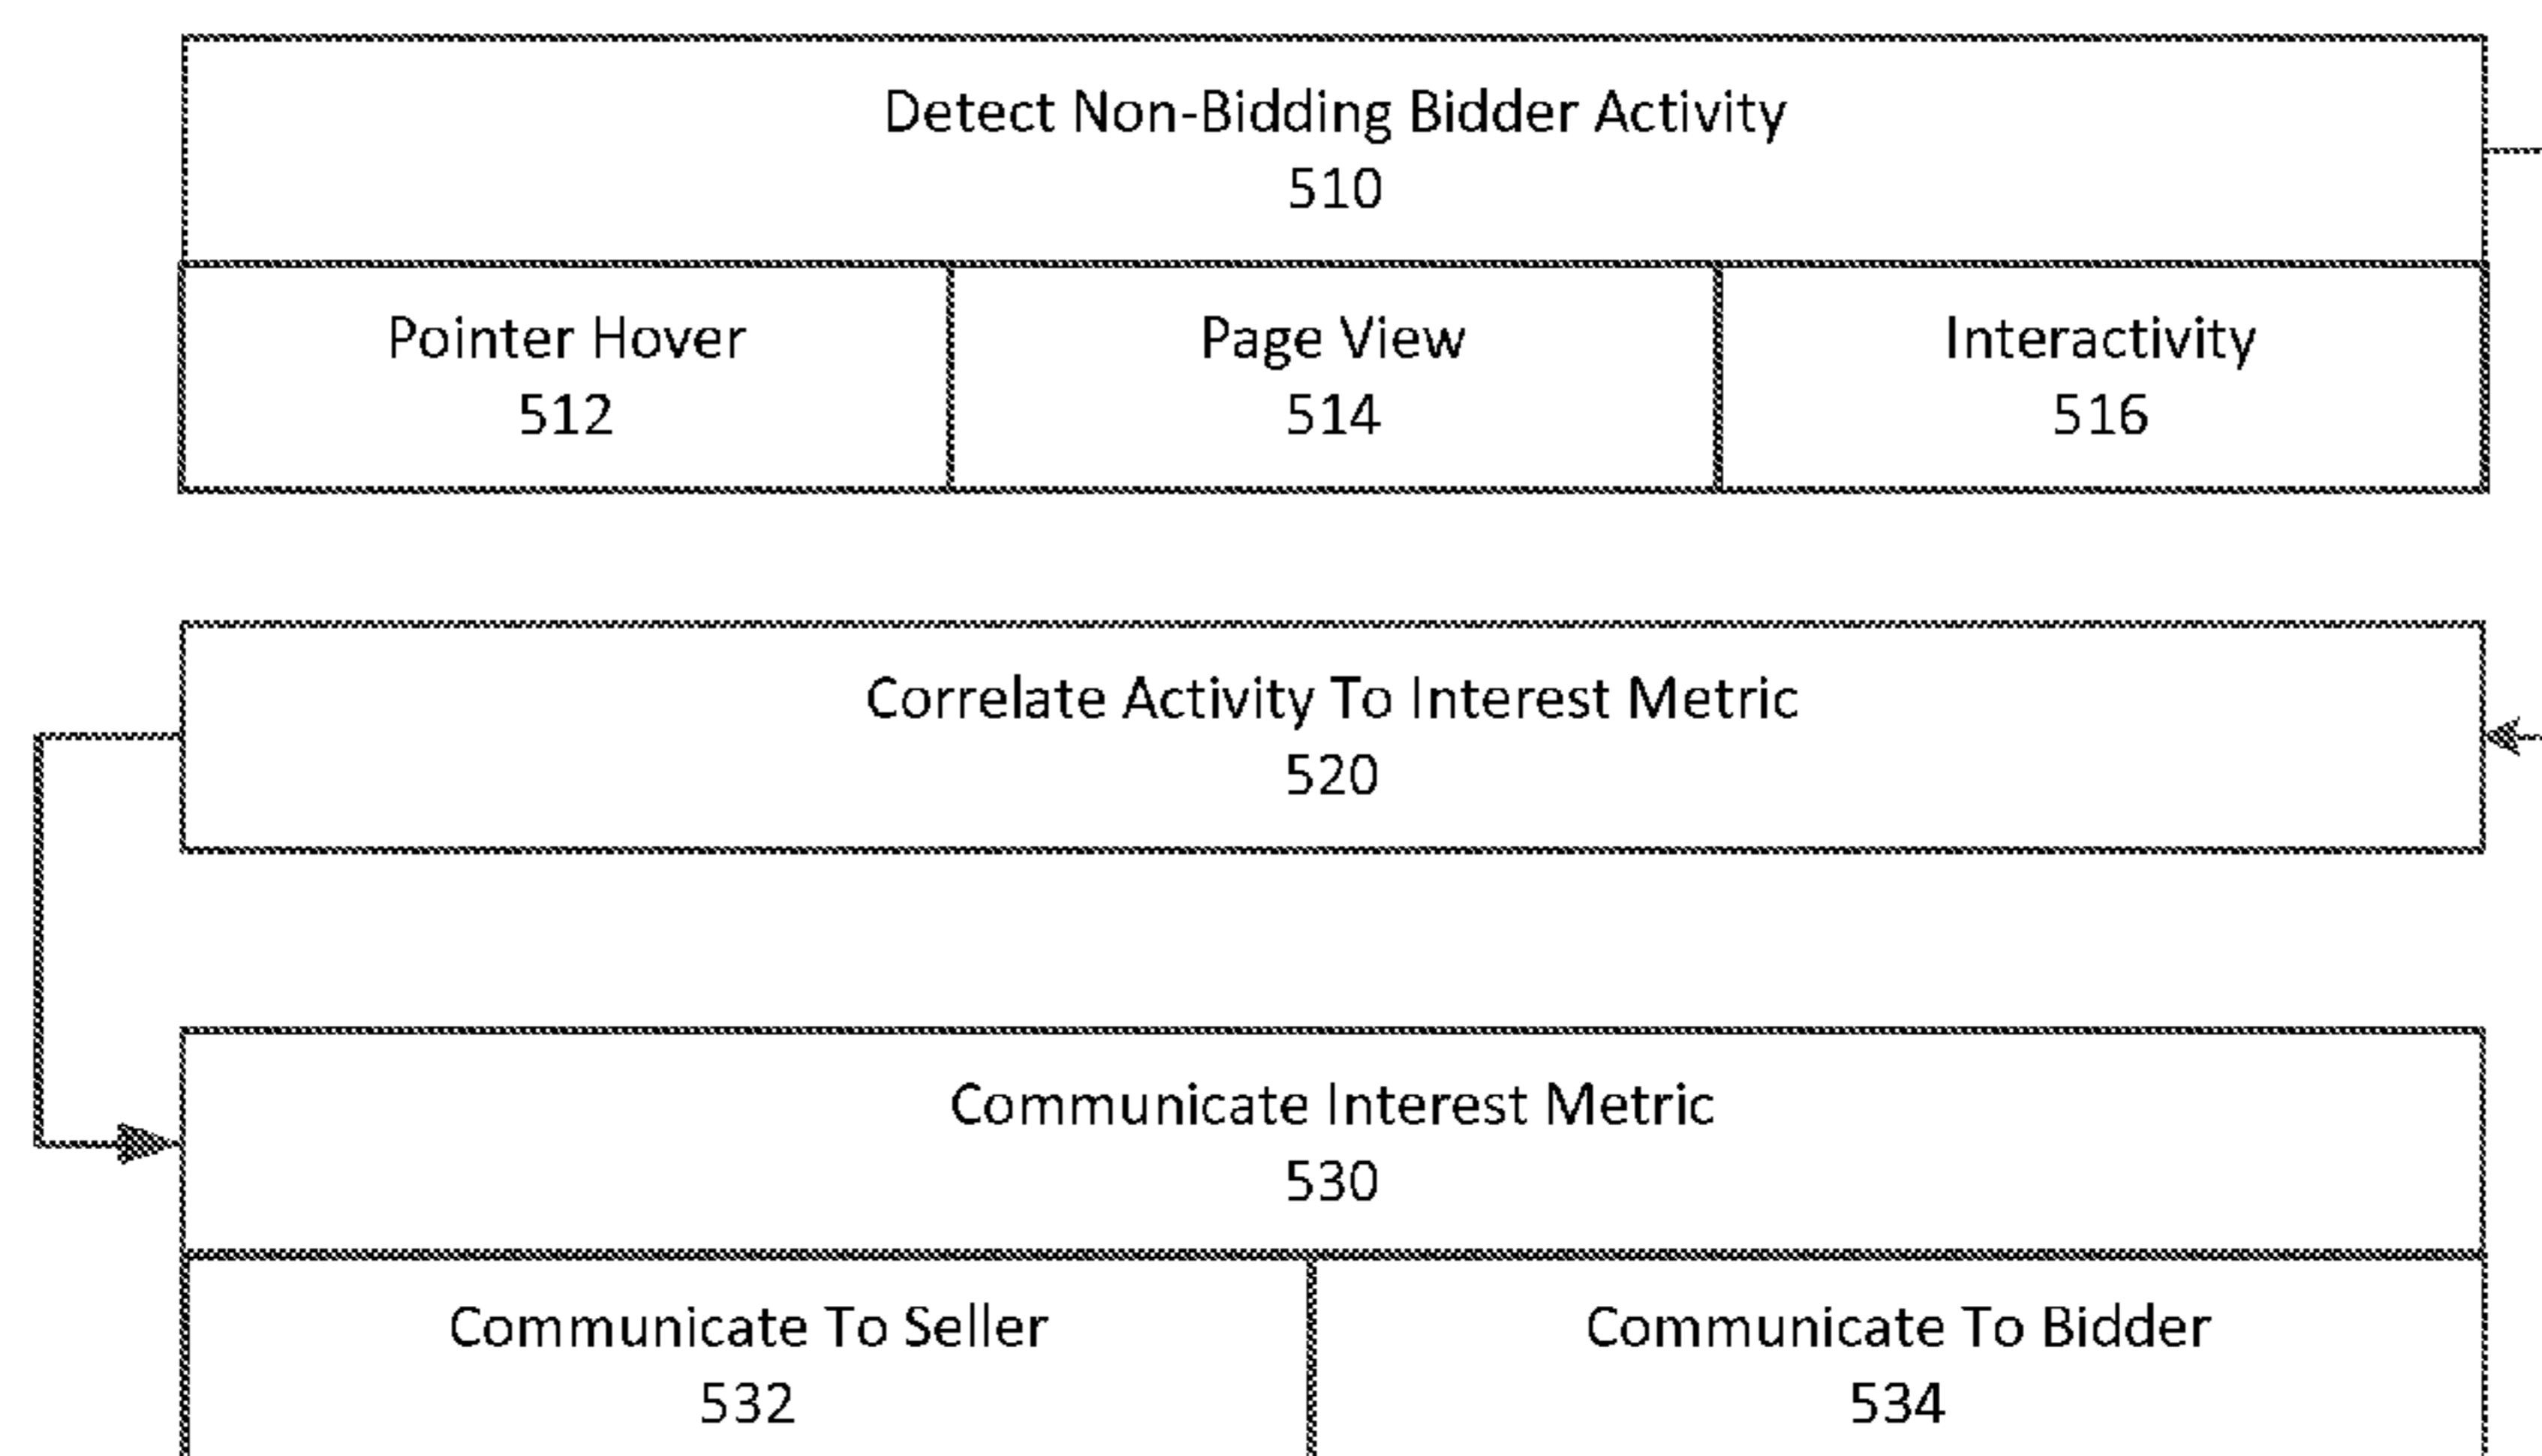 Detect Non-Bidding Bidder Activity
510
Pointer Hover
512
Page View
514
Interactivity
516
Correlate Activity To Interest Metric
520
Communicate Interest Metric
530
Communicate To Seller
532
Communicate To Bidder
534